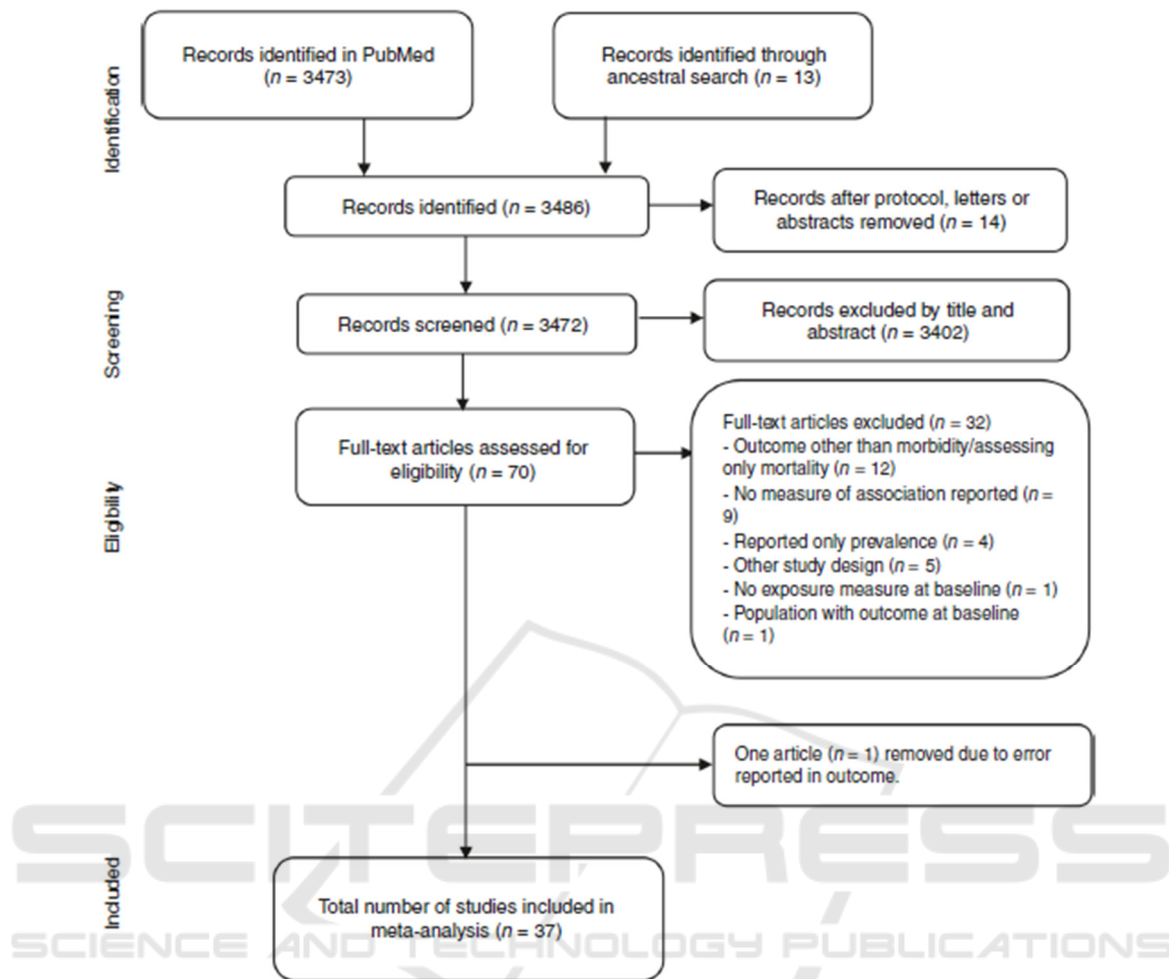 Identification
Records identified in PubMed
(n = 3473)
Records identified through
ancestral search (n = 13)
Records identified (n = 3486)
Records after protocol, letters or
abstracts removed (n = 14)
Screening
Records screened (n = 3472)
Records excluded by title and
abstract (n = 3402)
Eligibility
Full-text articles assessed for
eligibility (n = 70)
Full-text articles excluded (n = 32)
- Outcome other than morbidity/assessing
only mortality (n = 12)
- No measure of association reported (n =
9)
- Reported only prevalence (n = 4)
- Other study design (n = 5)
- No exposure measure at baseline (n = 1)
- Population with outcome at baseline
(n = 1)
One article (n = 1) removed due to error
reported in outcome.
Included
Total number of studies included in
meta-analysis (n = 37)
SCITEPRESS
SCIENCE AND TECHNOLOGY PUBLICATIONS